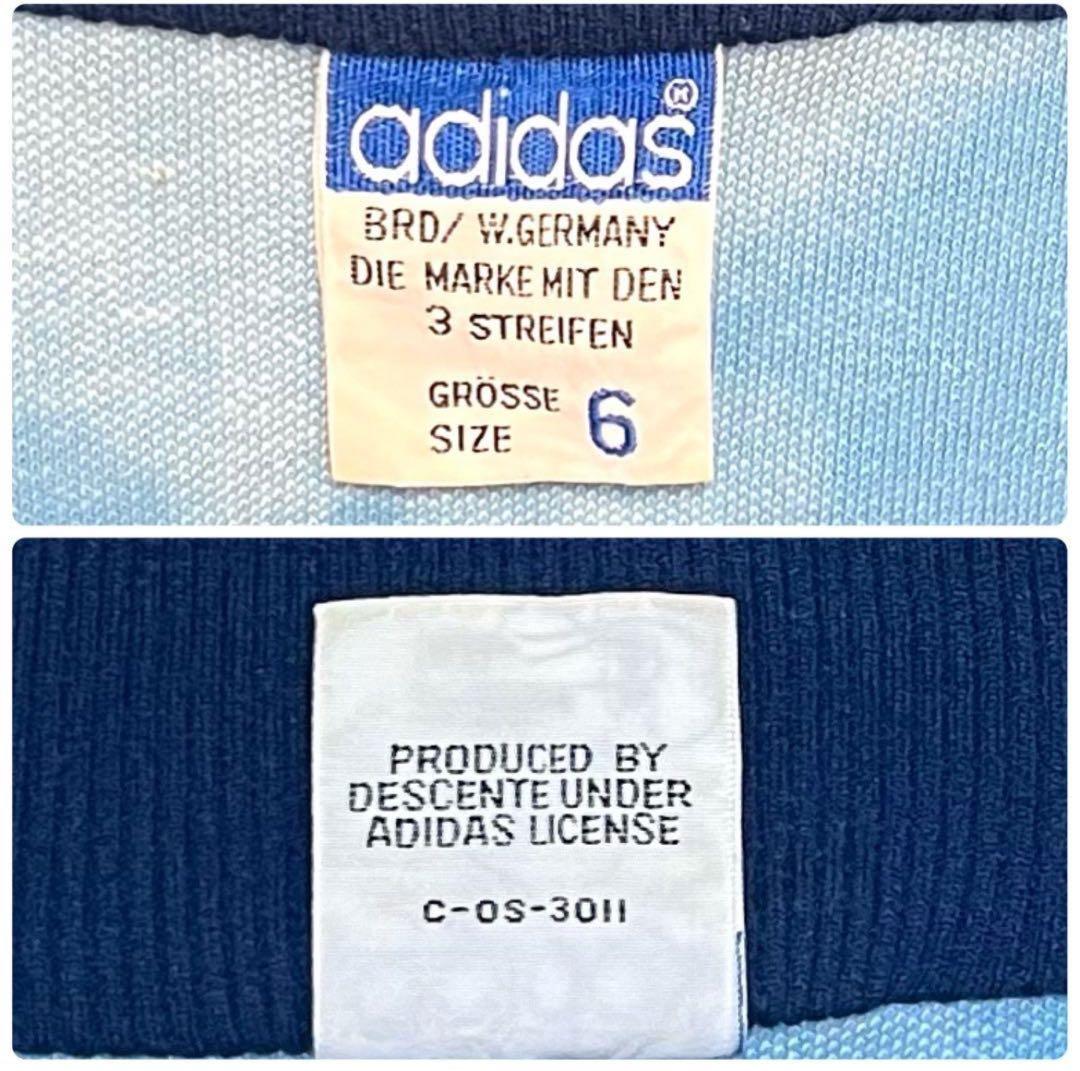 adidas®
BRD/ W.GERMANY
DIE MARKE MIT DEN
3 STREIFEN
GRÖSSE
SIZE 6
PRODUCED BY
DESCENTE UNDER
ADIDAS LICENSE
C-OS-3011